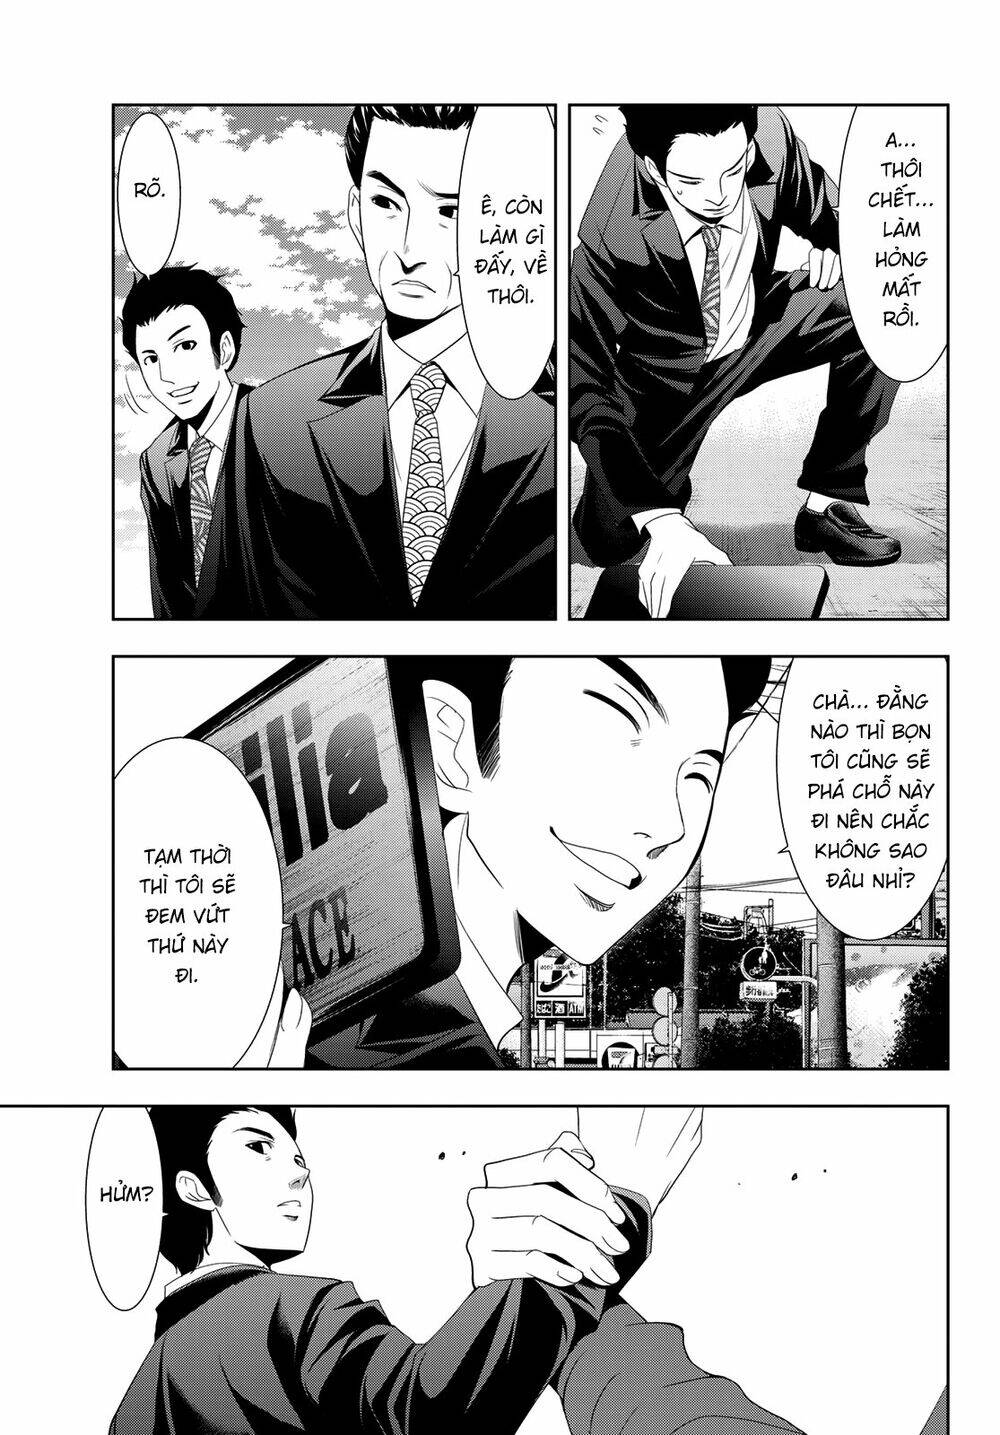 A...
THÔI
CHẾT...
LÀM
HỎNG
MẤT
RỒI.
Ê, CÒN
LÀM GÌ
ĐẤY, VỀ
THÔI.
RÕ.
CHÀ... ĐẰNG
NÀO THÌ BỌN
TÔI CŨNG SẼ
PHÁ CHỖ NÀY
ĐI NÊN CHẮC
KHÔNG SAO
ĐÂU NHỈ?
ilia
ACE
TẠM THỜI
THÌ TÔI SẼ
ĐEM VỨT
THỨ NÀY
ĐI.
ATM
7
HỬM?